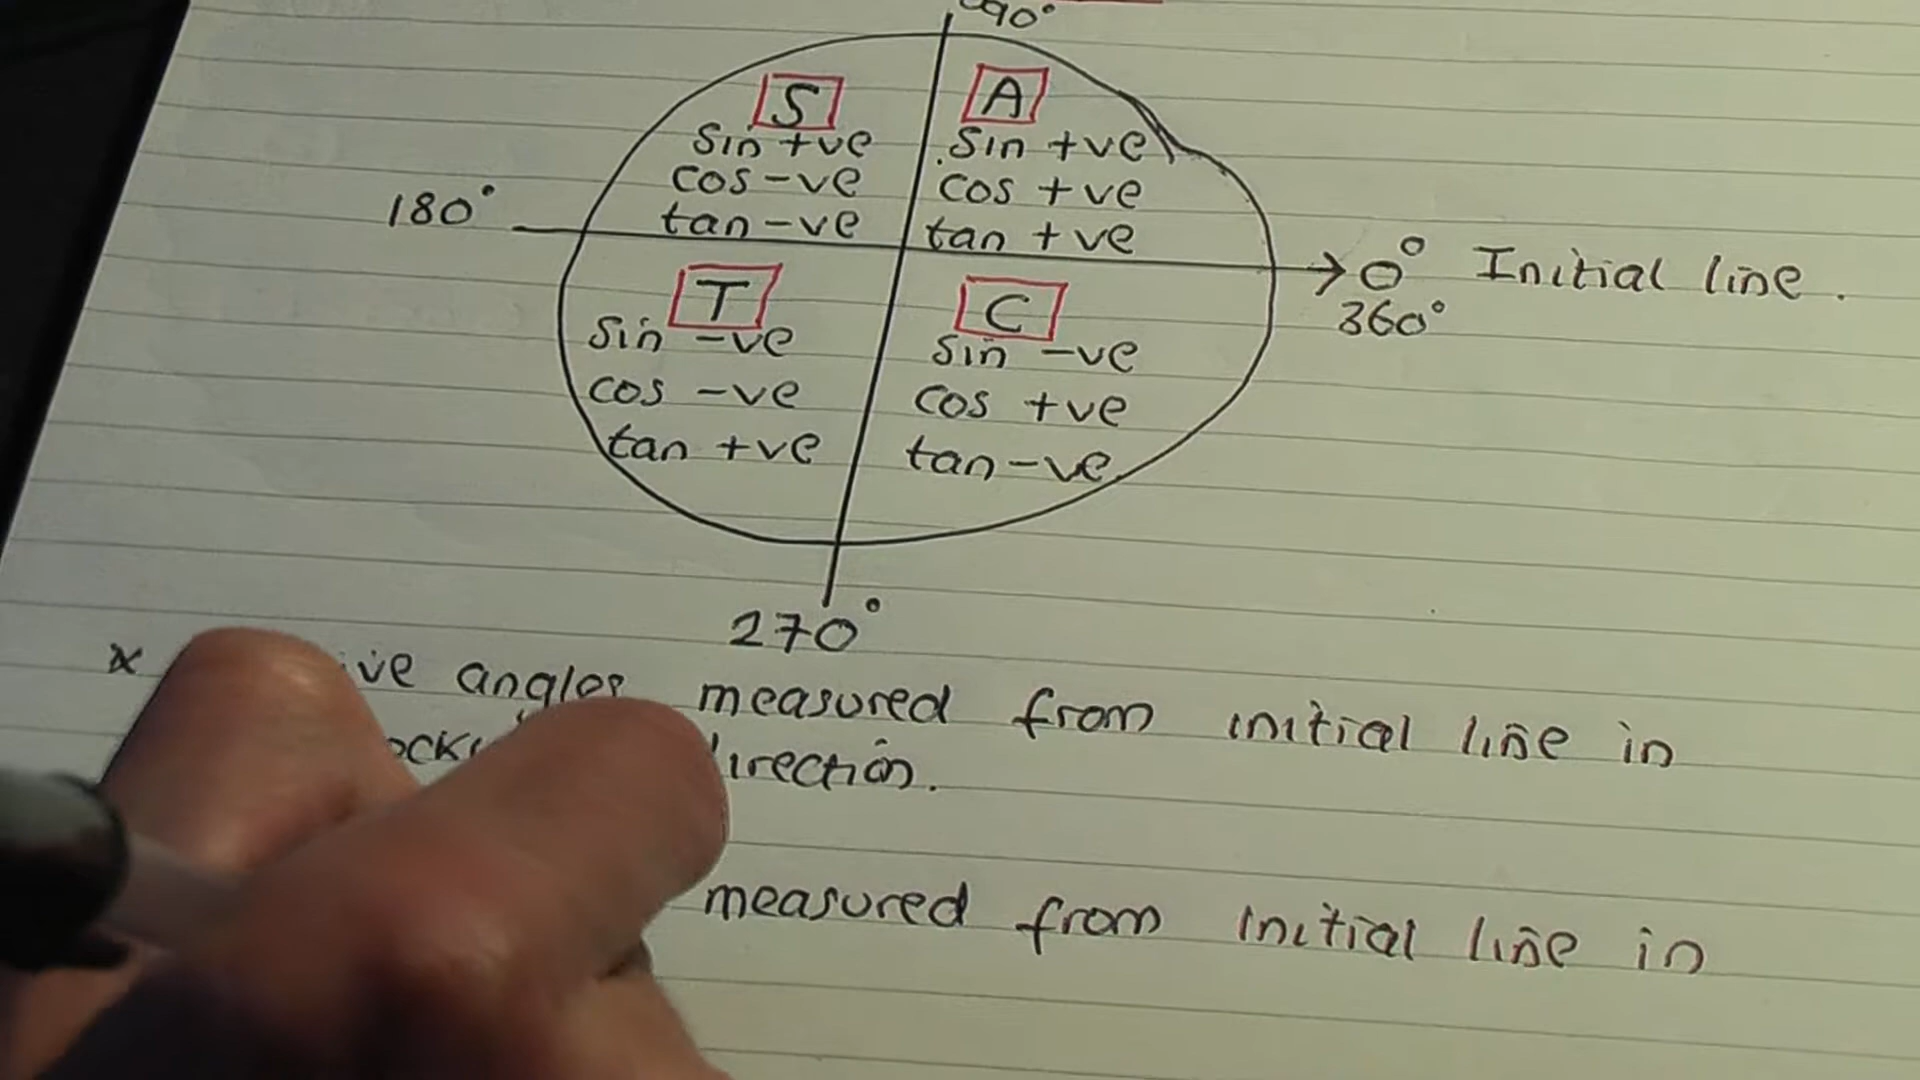 90°
S A
sin +ve .sin +ve
cos -ve cos +ve
180° tan -ve tan +ve
0° Initial line.
360°
T C
sin -ve sin -ve
cos -ve cos +ve
tan +ve tan -ve
270°
angles measured from initial line in
direction.
measured from initial line in